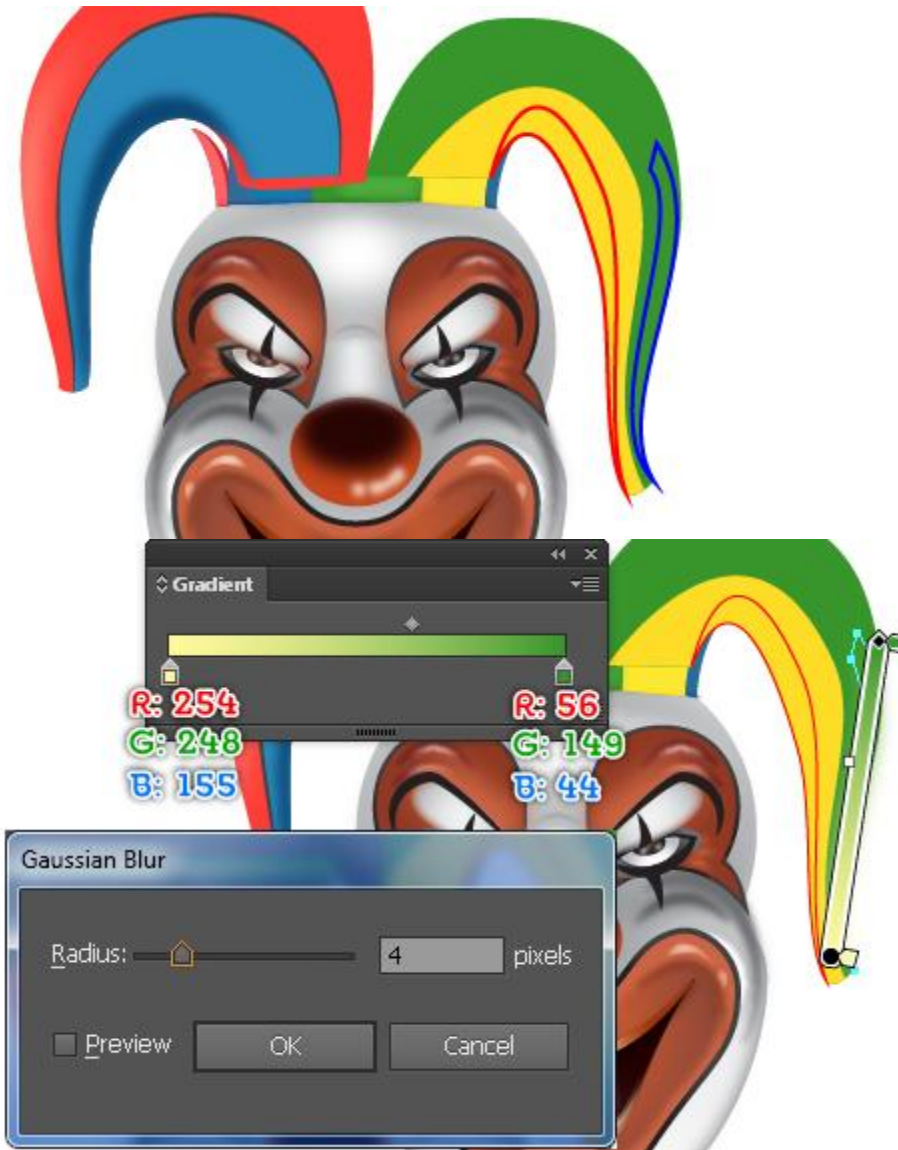 Gradient
R: 254
G: 248
B: 155
R: 56
G: 149
B: 44
Gaussian Blur
Radius: 4 pixels
Preview OK Cancel